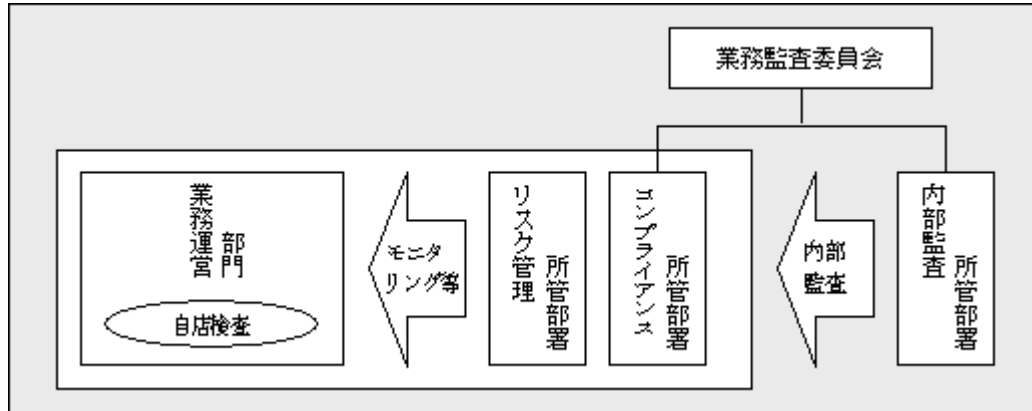 業務監査委員会
業務運営
部門
自店検査
モニタ
リング等
リスク管理
所管部署
コンプライアンス
所管部署
内部
監査
内部監査
所管部署